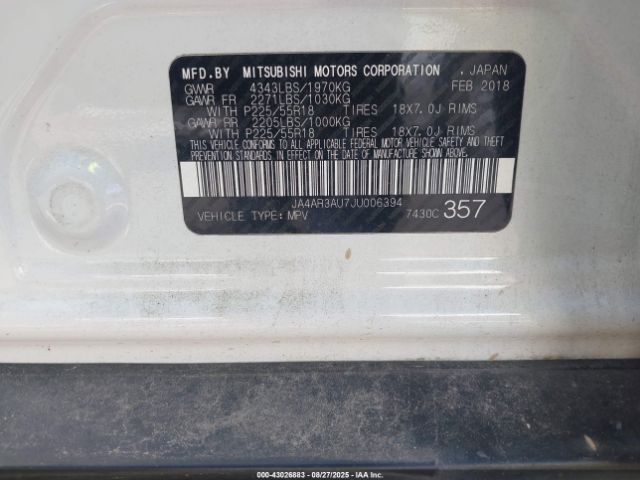 MFD.BY MITSUBISHI MOTORS CORPORATION , JAPAN
GVWR 4343LBS/1970KG FEB 2018
GAWR FR 2271LBS/1030KG
WITH P225/55R18 TIRES 18X7.0J RIMS
GAWR RR 2205LBS/1000KG
WITH P225/55R18 TIRES 18X7.0J RIMS
THIS VEHICLE CONFORMS TO ALL APPLICABLE FEDERAL MOTOR VEHICLE SAFETY AND THEFT
PREVENTION STANDARDS IN EFFECT ON THE DATE OF MANUFACTURE SHOWN ABOVE.
JA4AR3AU7JU006394
VEHICLE TYPE: MPV 7430C 357
000-43026883 - 08/27/2025 - IAA Inc.